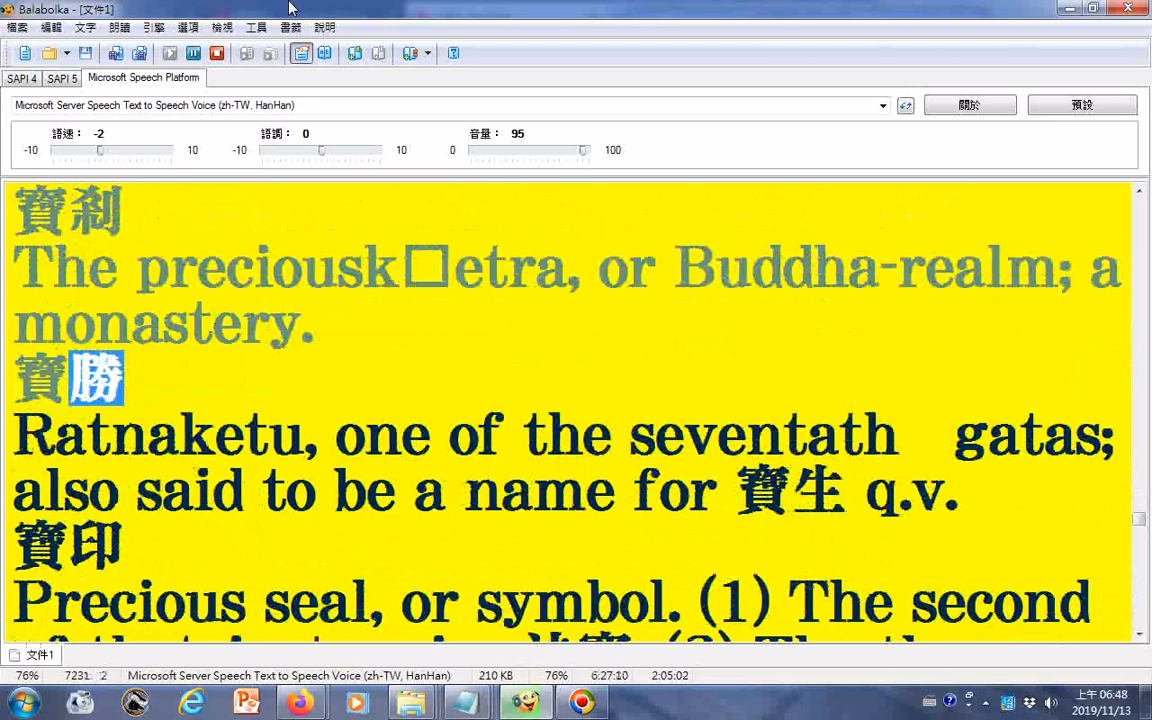 Balabolka - [文件1]
檔案 編輯 文字 朗讀 引擎 選項 檢視 工具 書籤 說明
SAPI 4 SAPI 5 Microsoft Speech Platform
Microsoft Server Speech Text to Speech Voice (zh-TW, HanHan) 關於 預設
語速： -2 語調： 0 音量： 95
-10 10 -10 10 0 100
寶刹
The preciousk□etra, or Buddha-realm; a
monastery.
寶勝
Ratnaketu, one of the seventath gatas;
also said to be a name for 寶生 q.v.
寶印
Precious seal, or symbol. (1) The second
文件1
76% Microsoft Server Speech Text to Speech Voice (zh-TW, HanHan) 210 KB 76% 6:27:10 2:05:02
上午 06:48
2019/11/13